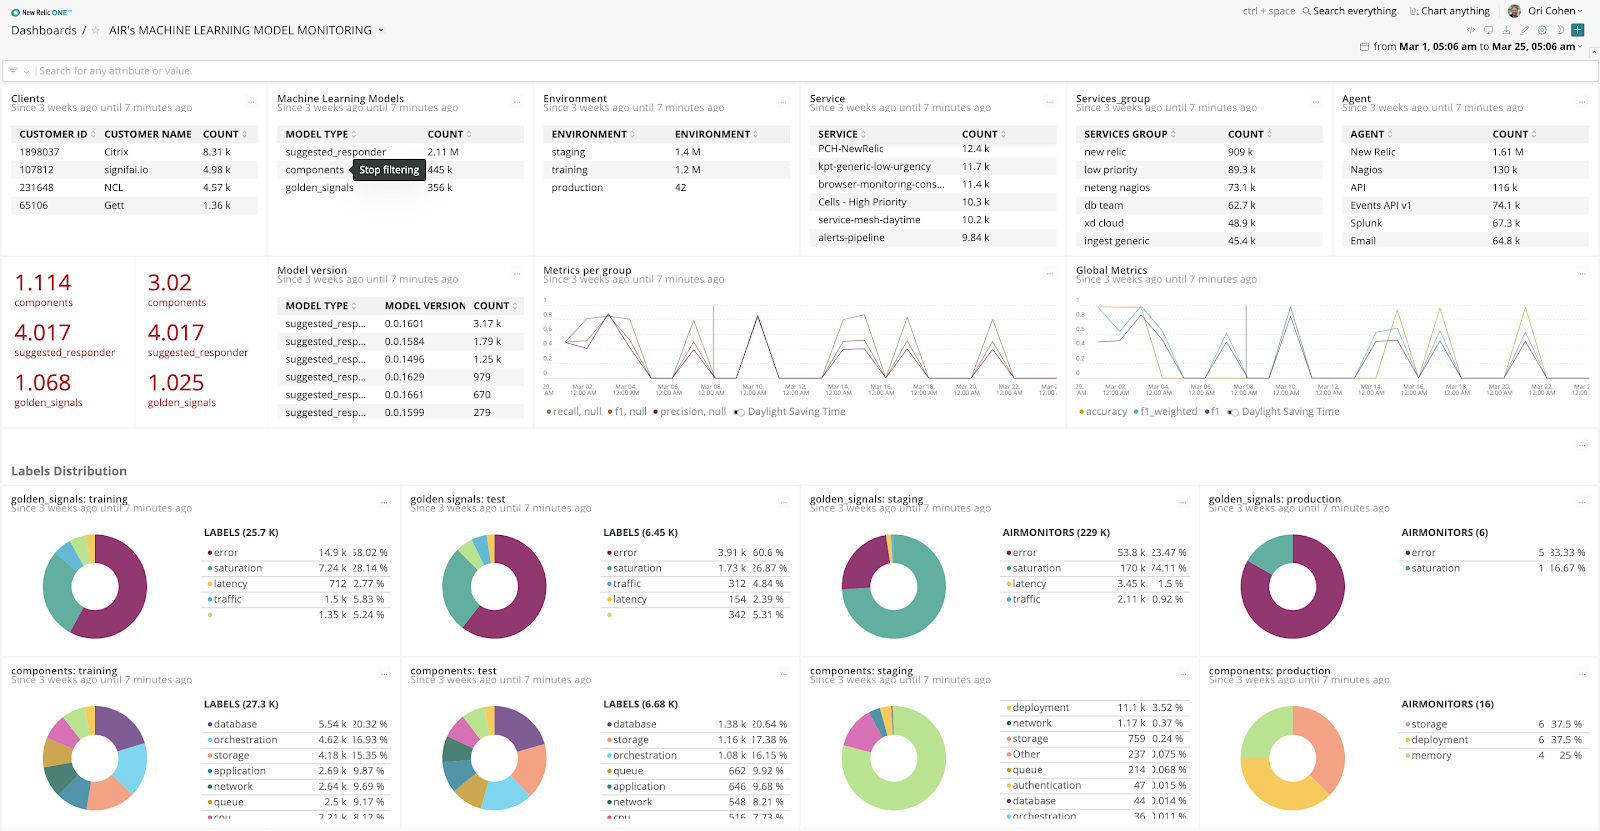 New Relic ONE™
ctrl + space Search everything Chart anything Ori Cohen
Dashboards / AIR's MACHINE LEARNING MODEL MONITORING
from Mar 1, 05:06 am to Mar 25, 05:06 am
Search for any attribute or value.
Clients
Since 3 weeks ago until 7 minutes ago
CUSTOMER ID CUSTOMER NAME COUNT
1898037 Citrix 8.31 k
107812 signifai.io 4.98 k
231648 NCL 4.57 k
65106 Gett 1.36 k
Machine Learning Models
Since 3 weeks ago until 7 minutes ago
MODEL TYPE COUNT
suggested_responder 2.11 M
components 445 k
Stop filtering
golden_signals 356 k
Environment
Since 3 weeks ago until 7 minutes ago
ENVIRONMENT ENVIRONMENT
staging 1.4 M
training 1.2 M
production 42
Service
Since 3 weeks ago until 7 minutes ago
SERVICE COUNT
PCH-NewRelic 12.4 k
kpt-generic-low-urgency 11.7 k
browser-monitoring-cons... 11.4 k
Cells - High Priority 10.3 k
service-mesh-daytime 10.2 k
alerts-pipeline 9.84 k
Services_group
Since 3 weeks ago until 7 minutes ago
SERVICES GROUP COUNT
new relic 909 k
low priority 89.3 k
neteng nagios 73.1 k
db team 62.7 k
xd cloud 48.9 k
ingest generic 45.4 k
Agent
Since 3 weeks ago until 7 minutes ago
AGENT COUNT
New Relic 1.61 M
Nagios 130 k
API 116 k
Events API v1 74.1 k
Splunk 67.3 k
Email 64.8 k
1.114
components
4.017
suggested_responder
1.068
golden_signals
3.02
components
4.017
suggested_responder
1.025
golden_signals
Model version
Since 3 weeks ago until 7 minutes ago
MODEL TYPE MODEL VERSION COUNT
suggested_resp... 0.0.1601 3.17 k
suggested_resp... 0.0.1584 1.79 k
suggested_resp... 0.0.1496 1.25 k
suggested_resp... 0.0.1629 979
suggested_resp... 0.0.1661 670
suggested_resp... 0.0.1599 279
Metrics per group
Since 3 weeks ago until 7 minutes ago
1
0.8
0.6
0.4
0.2
0
29, Mar 02, Mar 04, Mar 06, Mar 08, Mar 10, Mar 12, Mar 14, Mar 16, Mar 18, Mar 20, Mar 22, Mar 2
AM 12:00 AM 12:00 AM 12:00 AM 12:00 AM 12:00 AM 12:00 AM 12:00 AM 12:00 AM 12:00 AM 12:00 AM 12:00 AM 12:00
recall, null f1, null precision, null Daylight Saving Time
Global Metrics
Since 3 weeks ago until 7 minutes ago
1
0.8
0.6
0.4
0.2
0
29, Mar 02, Mar 04, Mar 06, Mar 08, Mar 10, Mar 12, Mar 14, Mar 16, Mar 18, Mar 20, Mar 22, Mar 2
AM 12:00 AM 12:00 AM 12:00 AM 12:00 AM 12:00 AM 12:00 AM 12:00 AM 12:00 AM 12:00 AM 12:00 AM 12:00 AM 12:00
accuracy f1_weighted f1 Daylight Saving Time
Labels Distribution
golden_signals: training
Since 3 weeks ago until 7 minutes ago
LABELS (25.7 K)
error 14.9 k 58.02 %
saturation 7.24 k 28.14 %
latency 712 2.77 %
traffic 1.5 k 5.83 %
1.35 k 5.24 %
golden signals: test
Since 3 weeks ago until 7 minutes ago
LABELS (6.45 K)
error 3.91 k 60.6 %
saturation 1.73 k 26.87 %
traffic 312 4.84 %
latency 154 2.39 %
342 5.31 %
golden_signals: staging
Since 3 weeks ago until 7 minutes ago
AIRMONITORS (229 K)
error 53.8 k 23.47 %
saturation 170 k 74.11 %
latency 3.45 k 1.5 %
traffic 2.11 k 0.92 %
golden_signals: production
Since 3 weeks ago until 7 minutes ago
AIRMONITORS (6)
error 5 83.33 %
saturation 1 16.67 %
components: training
Since 3 weeks ago until 7 minutes ago
LABELS (27.3 K)
database 5.54 k 20.32 %
orchestration 4.62 k 16.93 %
storage 4.18 k 15.35 %
application 2.69 k 9.87 %
network 2.64 k 9.69 %
queue 2.5 k 9.17 %
cpu 2.21 k 8.12 %
components: test
Since 3 weeks ago until 7 minutes ago
LABELS (6.68 K)
database 1.38 k 20.64 %
storage 1.16 k 17.38 %
orchestration 1.08 k 16.15 %
queue 662 9.92 %
application 646 9.68 %
network 548 8.21 %
cpu 516 7.73 %
components: staging
Since 3 weeks ago until 7 minutes ago
deployment 11.1 k 3.52 %
network 1.17 k 0.37 %
storage 759 0.24 %
Other 237 0.075 %
queue 214 0.068 %
authentication 47 0.015 %
database 44 0.014 %
orchestration 36 0.011 %
components: production
Since 3 weeks ago until 7 minutes ago
AIRMONITORS (16)
storage 6 37.5 %
deployment 6 37.5 %
memory 4 25 %